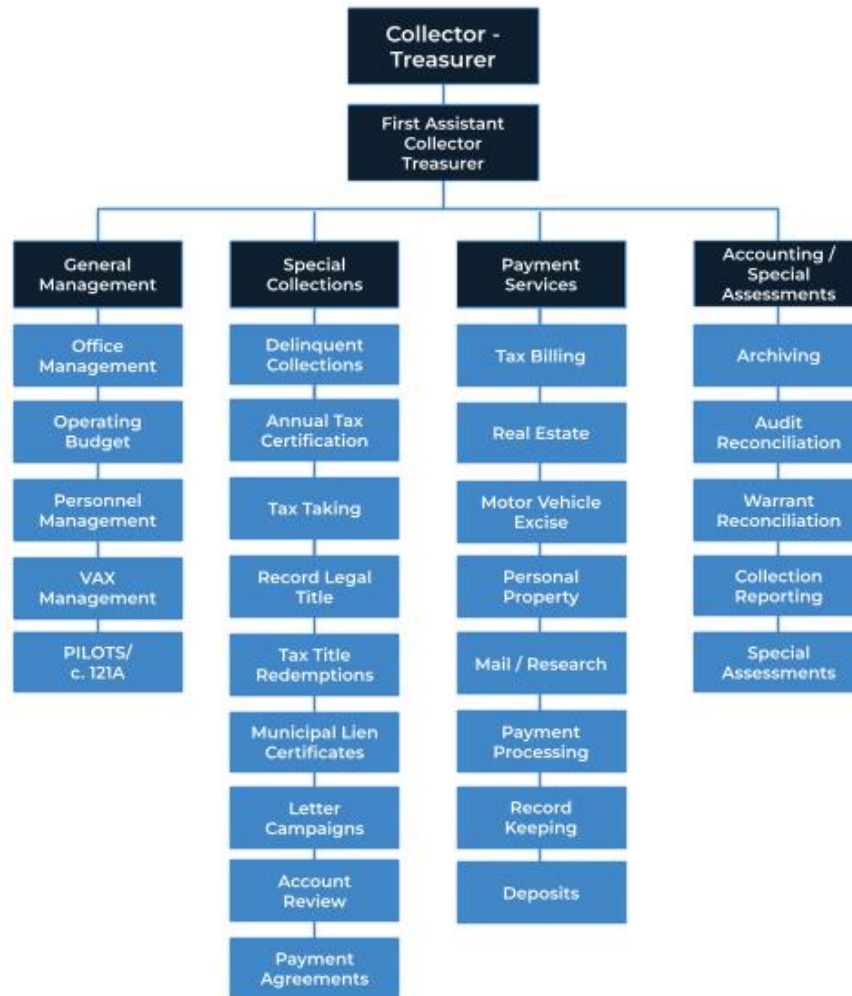 Collector -
Treasurer
First Assistant
Collector
Treasurer
General
Management
Office
Management
Operating
Budget
Personnel
Management
VAX
Management
PILOTS/
c. 121A
Special
Collections
Delinquent
Collections
Annual Tax
Certification
Tax Taking
Record Legal
Title
Tax Title
Redemptions
Municipal Lien
Certificates
Letter
Campaigns
Account
Review
Payment
Agreements
Payment
Services
Tax Billing
Real Estate
Motor Vehicle
Excise
Personal
Property
Mail / Research
Payment
Processing
Record
Keeping
Deposits
Accounting /
Special
Assessments
Archiving
Audit
Reconciliation
Warrant
Reconciliation
Collection
Reporting
Special
Assessments